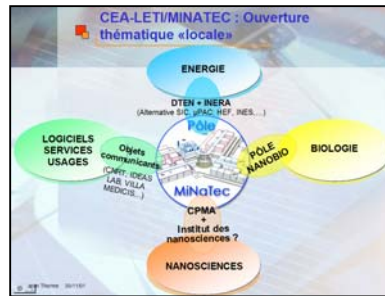 CEA-LETI/MINATEC : Ouverture
thématique «locale»
ENERGIE
DTEN + INERA
(Alternative SIC, µPAC, HEF, INES, ...)
Pôle
LOGICIELS
SERVICES
USAGES
Objets
communicants
(CNRT, IDEAS
LAB, VILLA
MEDICIS,...)
PÔLE
NANOBIO
BIOLOGIE
MiNaTec
CPMA
+
Institut des
nanosciences ?
NANOSCIENCES